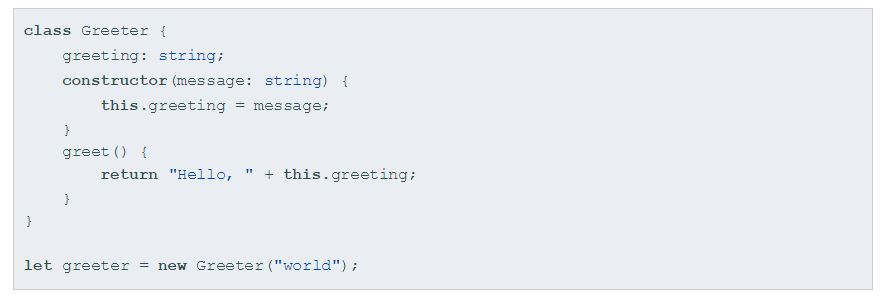 class Greeter {
    greeting: string;
    constructor(message: string) {
        this.greeting = message;
    }
    greet() {
        return "Hello, " + this.greeting;
    }
}

let greeter = new Greeter("world");